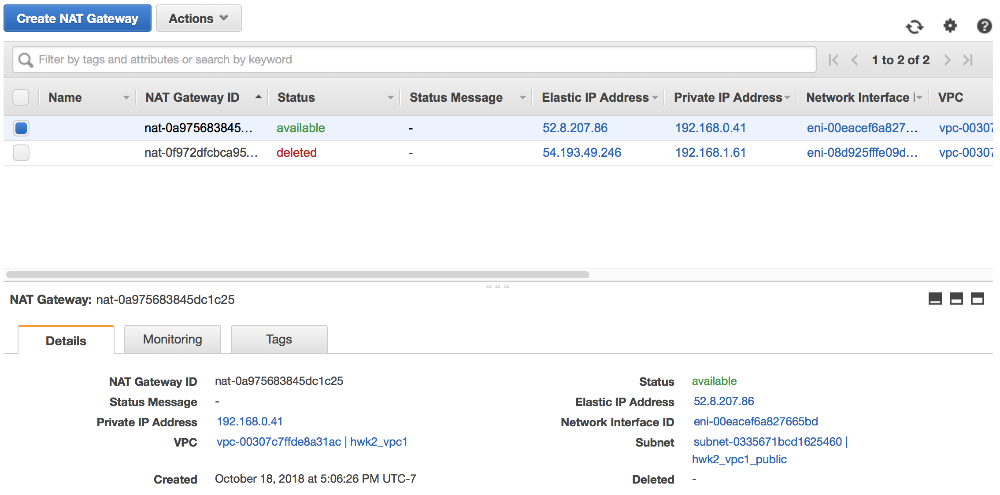 Create NAT Gateway Actions
Filter by tags and attributes or search by keyword 1 to 2 of 2
Name NAT Gateway ID Status Status Message Elastic IP Address Private IP Address Network Interface VPC
nat-0a975683845… available - 52.8.207.86 192.168.0.41 eni-00eacef6a827… vpc-00307
nat-0f972dfcbca95… deleted - 54.193.49.246 192.168.1.61 eni-08d925fffe09d… vpc-00307
NAT Gateway: nat-0a975683845dc1c25
Details Monitoring Tags
NAT Gateway ID nat-0a975683845dc1c25 Status available
Status Message - Elastic IP Address 52.8.207.86
Private IP Address 192.168.0.41 Network Interface ID eni-00eacef6a827665bd
VPC vpc-00307c7ffde8a31ac | hwk2_vpc1 Subnet subnet-0335671bcd1625460 |
hwk2_vpc1_public
Created October 18, 2018 at 5:06:26 PM UTC-7 Deleted -